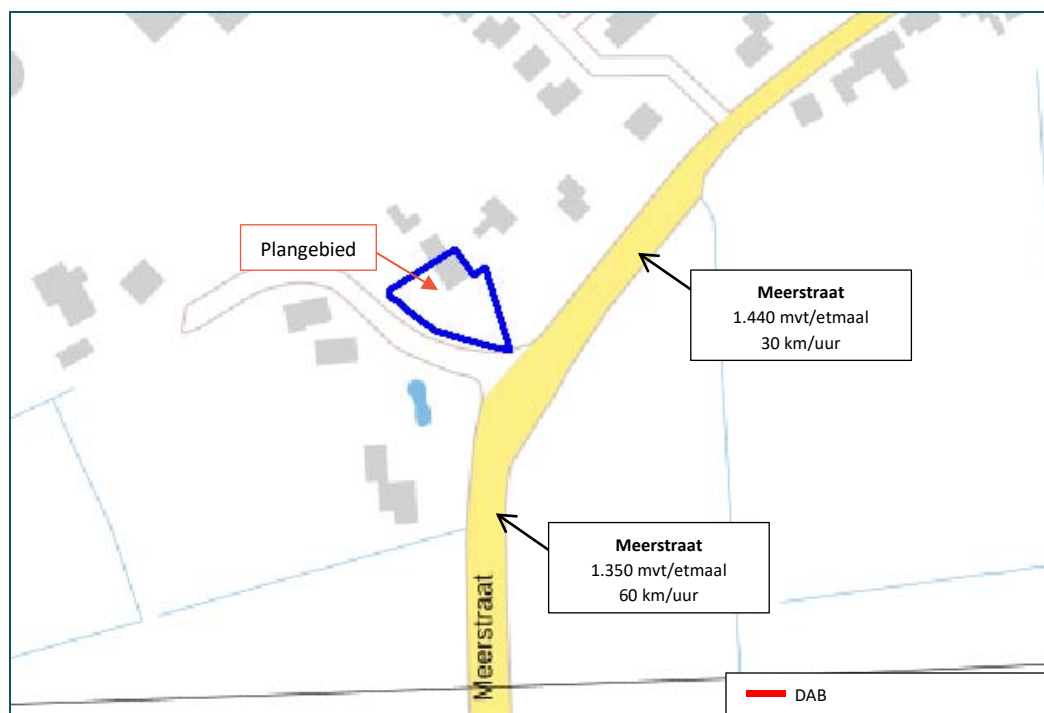 Plangebied
Meerstraat
1.440 mvt/etmaal
30 km/uur
Meerstraat
1.350 mvt/etmaal
60 km/uur
Meerstraat
DAB